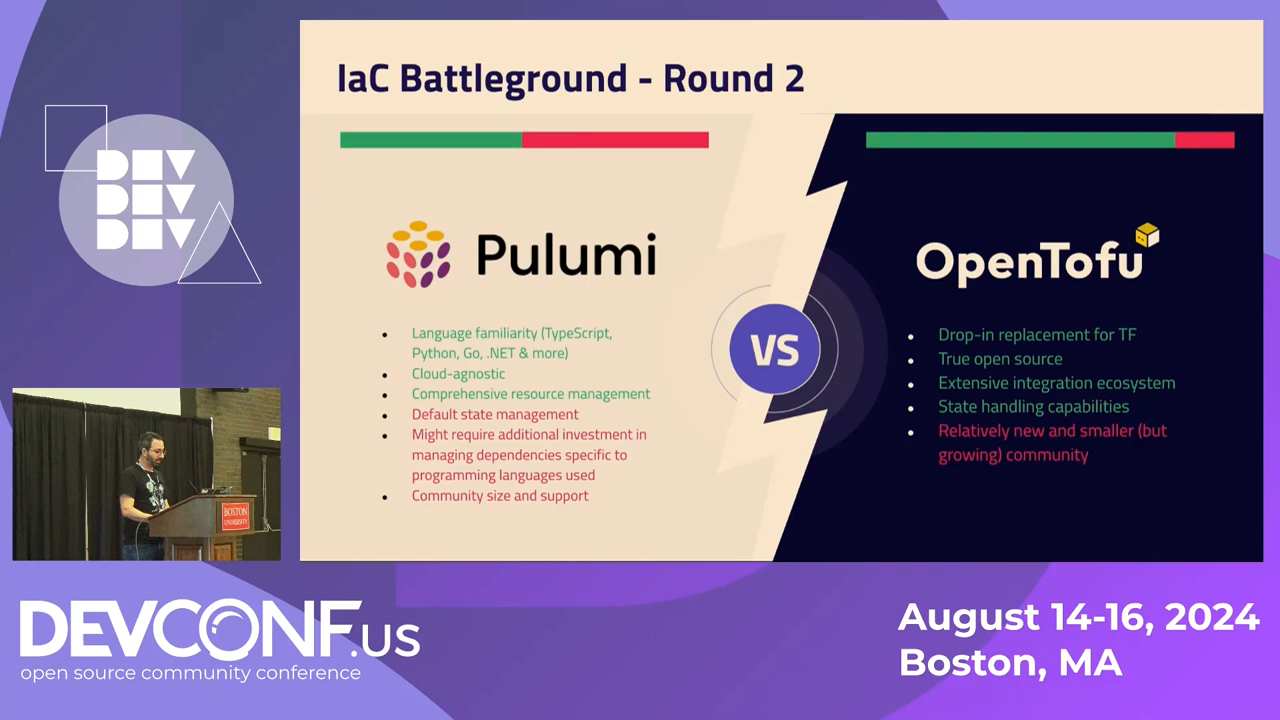 IaC Battleground - Round 2
DEV
DEV
DEV
Pulumi
Language familiarity (TypeScript,
Python, Go, .NET & more)
Cloud-agnostic
Comprehensive resource management
Default state management
Might require additional investment in
managing dependencies specific to
programming languages used
Community size and support
VS
OpenTofu
Drop-in replacement for TF
True open source
Extensive integration ecosystem
State handling capabilities
Relatively new and smaller (but
growing) community
BOSTON
UNIVERSITY
DEVCONF.US
open source community conference
August 14-16, 2024
Boston, MA